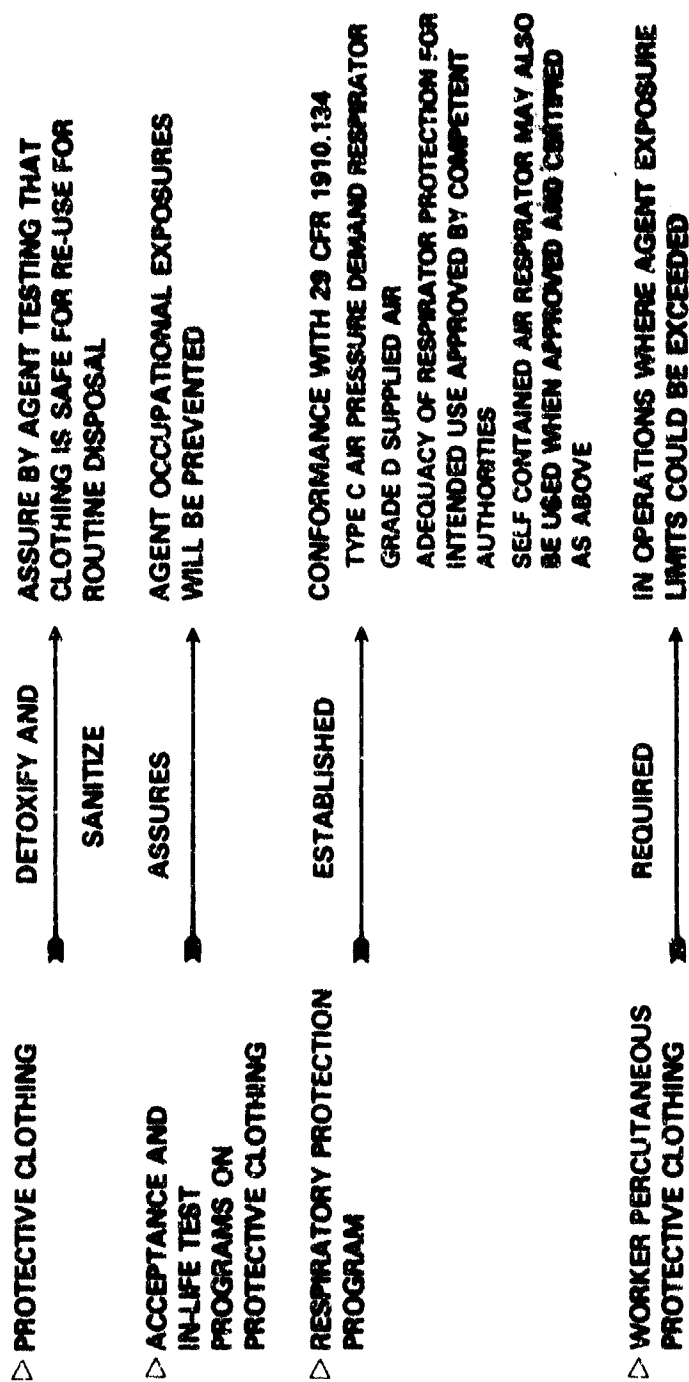 ▷ PROTECTIVE CLOTHING
DETOXIFY AND
SANITIZE
ASSURE BY AGENT TESTING THAT
CLOTHING IS SAFE FOR RE-USE FOR
ROUTINE DISPOSAL
▷ ACCEPTANCE AND
IN-LIFE TEST
PROGRAMS ON
PROTECTIVE CLOTHING
ASSURES
AGENT OCCUPATIONAL EXPOSURES
WILL BE PREVENTED
▷ RESPIRATORY PROTECTION
PROGRAM
ESTABLISHED
CONFORMANCE WITH 29 CFR 1910.134
TYPE C AIR PRESSURE DEMAND RESPIRATOR
GRADE D SUPPLIED AIR
ADEQUACY OF RESPIRATOR PROTECTION FOR
INTENDED USE APPROVED BY COMPETENT
AUTHORITIES
SELF CONTAINED AIR RESPIRATOR MAY ALSO
BE USED WHEN APPROVED AND CERTIFIED
AS ABOVE
▷ WORKER PERCUTANEOUS
PROTECTIVE CLOTHING
REQUIRED
IN OPERATIONS WHERE AGENT EXPOSURE
LIMITS COULD BE EXCEEDED